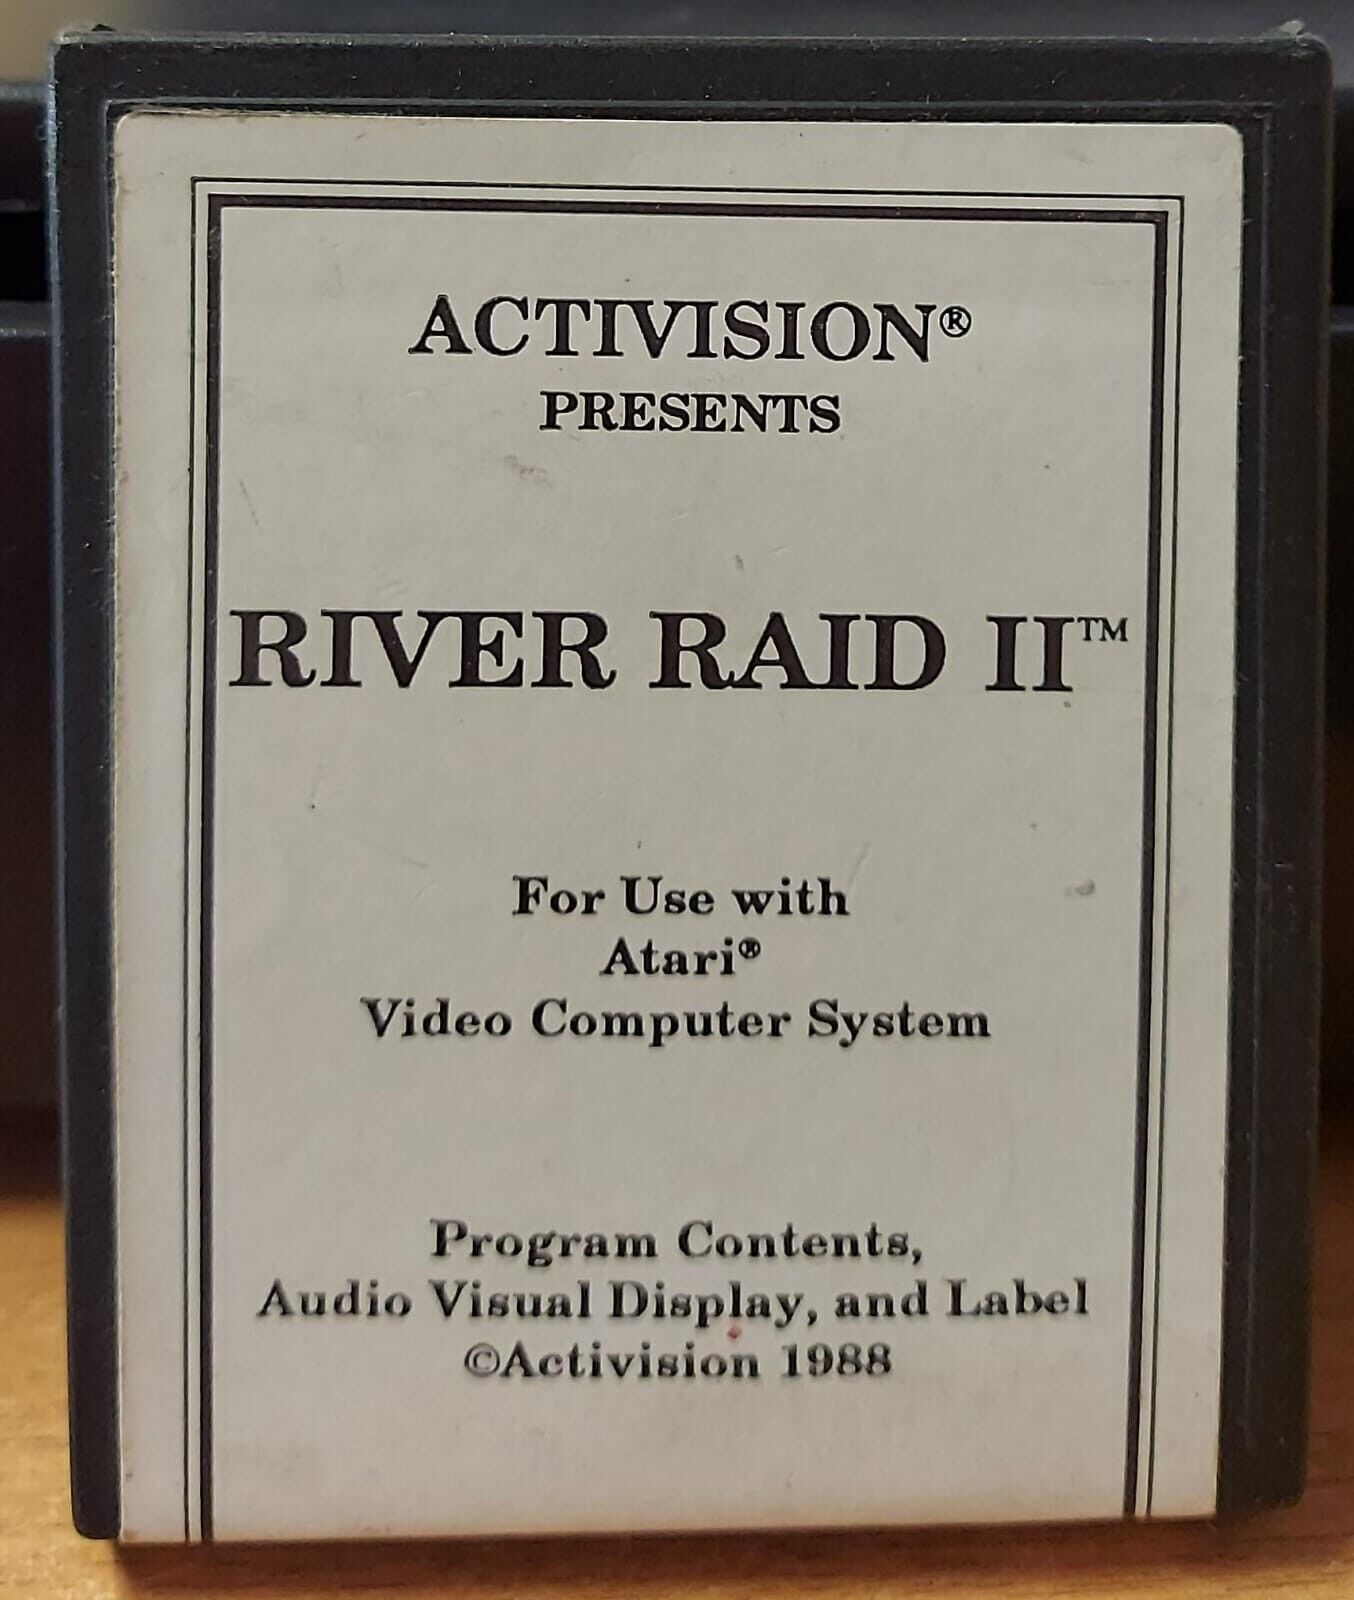 ACTIVISION®
PRESENTS
RIVER RAID II™
For Use with
Atari®
Video Computer System
Program Contents,
Audio Visual Display, and Label
©Activision 1988